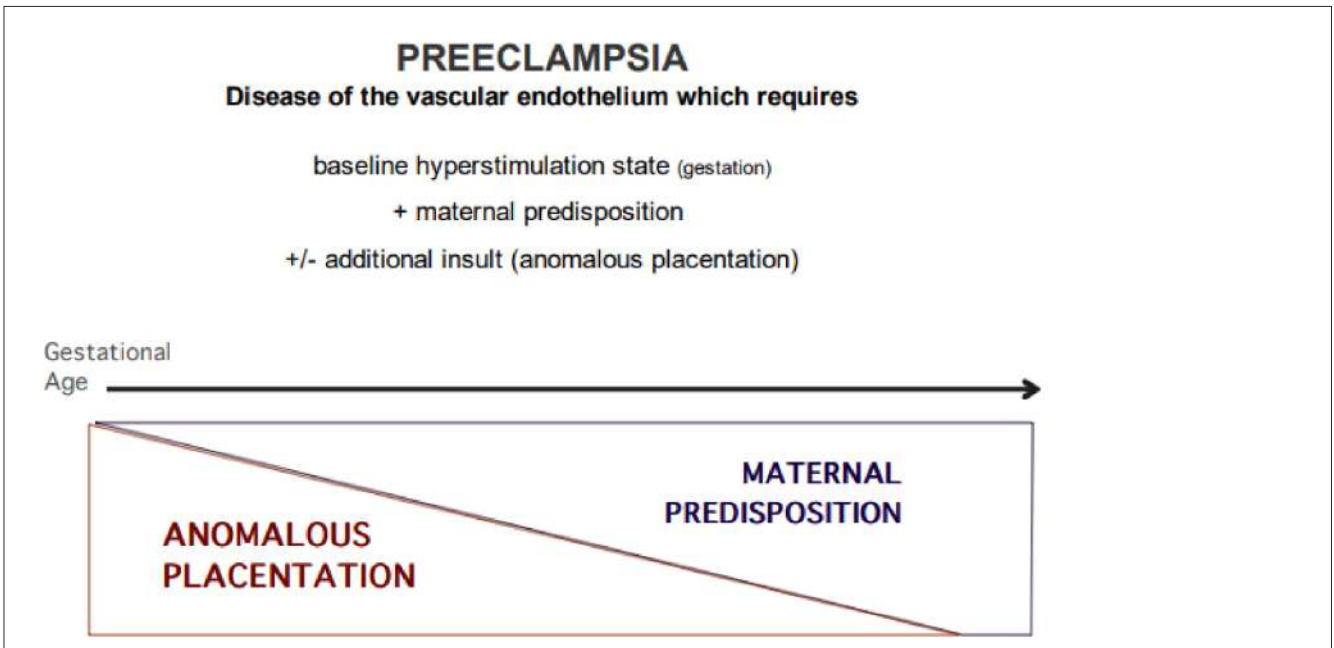 PREECLAMPSIA
Disease of the vascular endothelium which requires
baseline hyperstimulation state (gestation)
+ maternal predisposition
+/- additional insult (anomalous placentation)
Gestational
Age
MATERNAL
PREDISPOSITION
ANOMALOUS
PLACENTATION